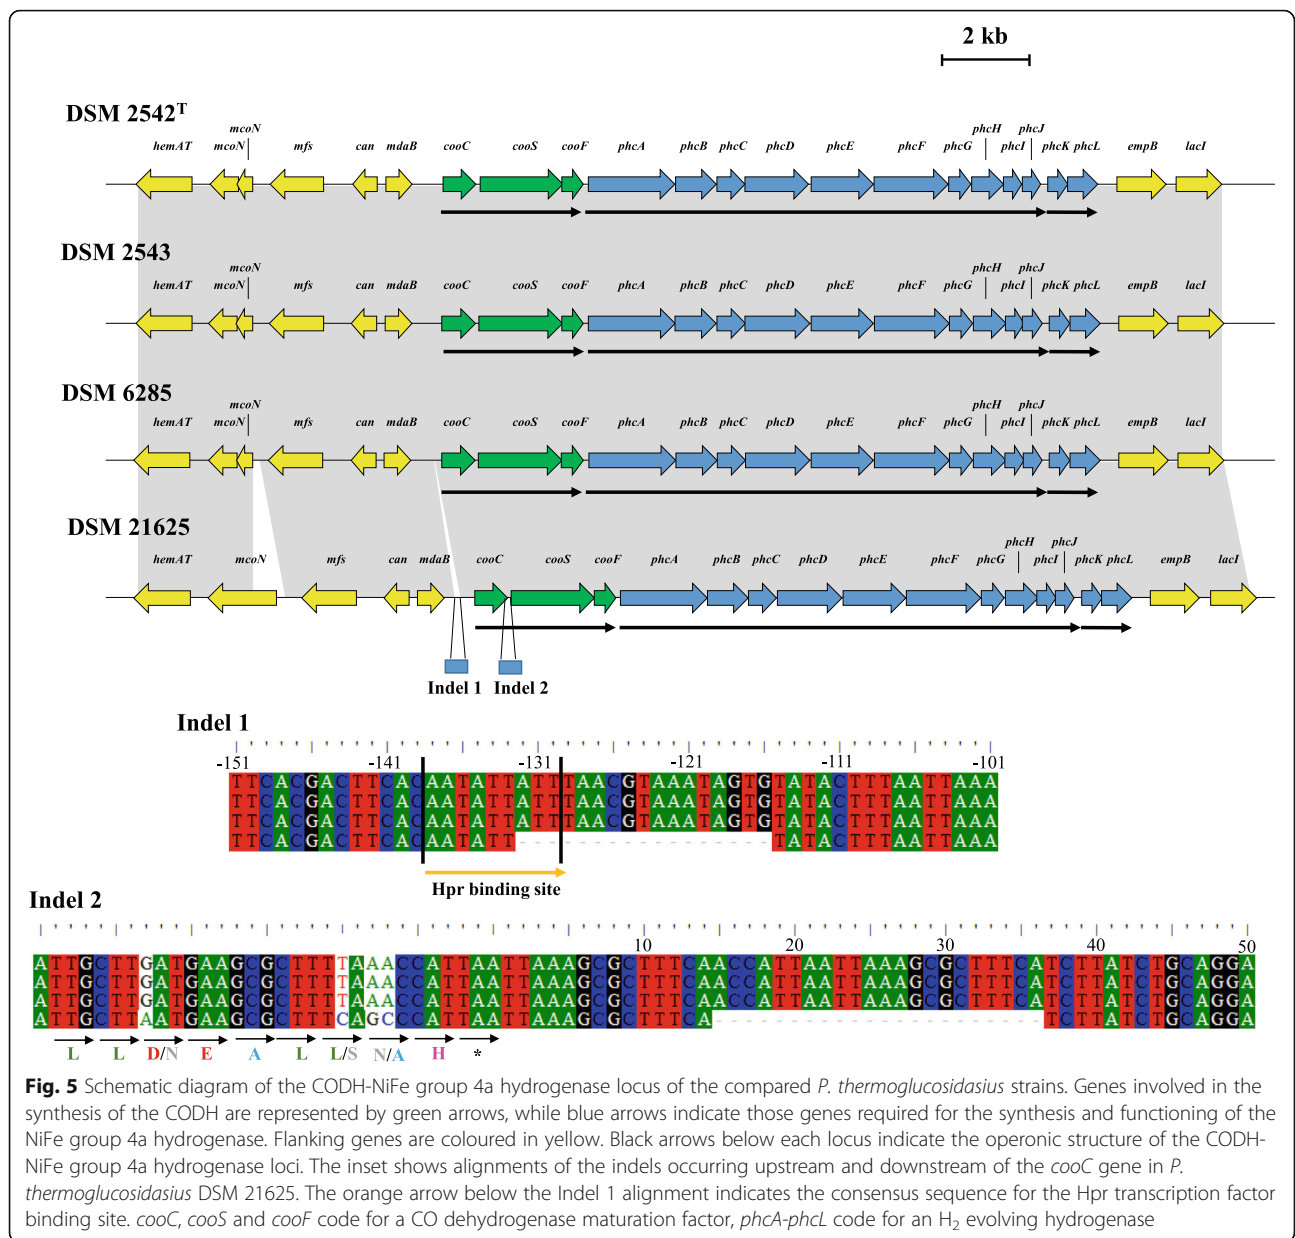 2 kb
DSM 2542T
hemAT mcoN mcoN mfs can mdaB cooC cooS cooF phcA phcB phcC phcD phcE phcF phcG phcH phcI phcJ phcK phcL empB lacI
DSM 2543
hemAT mcoN mcoN mfs can mdaB cooC cooS cooF phcA phcB phcC phcD phcE phcF phcG phcH phcI phcJ phcK phcL empB lacI
DSM 6285
hemAT mcoN mcoN mfs can mdaB cooC cooS cooF phcA phcB phcC phcD phcE phcF phcG phcH phcI phcJ phcK phcL empB lacI
DSM 21625
hemAT mcoN mfs can mdaB cooC cooS cooF phcA phcB phcC phcD phcE phcF phcG phcH phcI phcJ phcK phcL empB lacI
Indel 1 Indel 2
Indel 1
-151 -141 -131 -121 -111 -101
TTCACGACTTCACAATATTATTTAACGTAAATAGTGTATACTTTAATTAAA
TTCACGACTTCACAATATTATTTAACGTAAATAGTGTATACTTTAATTAAA
TTCACGACTTCACAATATTATTTAACGTAAATAGTGTATACTTTAATTAAA
TTCACGACTTCACAATATT-----------------TATACTTTAATTAAA
Hpr binding site
Indel 2
10 20 30 40 50
ATTGCTTGATGAAGCGCTTTTAAACCATTAATTAAAGCGCTTTCAACCATTAATTAAAGCGCTTTCATCTTATCTGCAGGA
ATTGCTTGATGAAGCGCTTTTAAACCATTAATTAAAGCGCTTTCAACCATTAATTAAAGCGCTTTCATCTTATCTGCAGGA
ATTGCTTGATGAAGCGCTTTTAAACCATTAATTAAAGCGCTTTCAACCATTAATTAAAGCGCTTTCATCTTATCTGCAGGA
ATTGCTTAATGAAGCGCTTTCAGCCCATTAATTAAAGCGCTTTCA----------------------TCTTATCTGCAGGA
L L D/N E A L L/S N/A H *
Fig. 5 Schematic diagram of the CODH-NiFe group 4a hydrogenase locus of the compared P. thermoglucosidasius strains. Genes involved in the
synthesis of the CODH are represented by green arrows, while blue arrows indicate those genes required for the synthesis and functioning of the
NiFe group 4a hydrogenase. Flanking genes are coloured in yellow. Black arrows below each locus indicate the operonic structure of the CODH-
NiFe group 4a hydrogenase loci. The inset shows alignments of the indels occurring upstream and downstream of the cooC gene in P.
thermoglucosidasius DSM 21625. The orange arrow below the Indel 1 alignment indicates the consensus sequence for the Hpr transcription factor
binding site. cooC, cooS and cooF code for a CO dehydrogenase maturation factor, phcA-phcL code for an H2 evolving hydrogenase